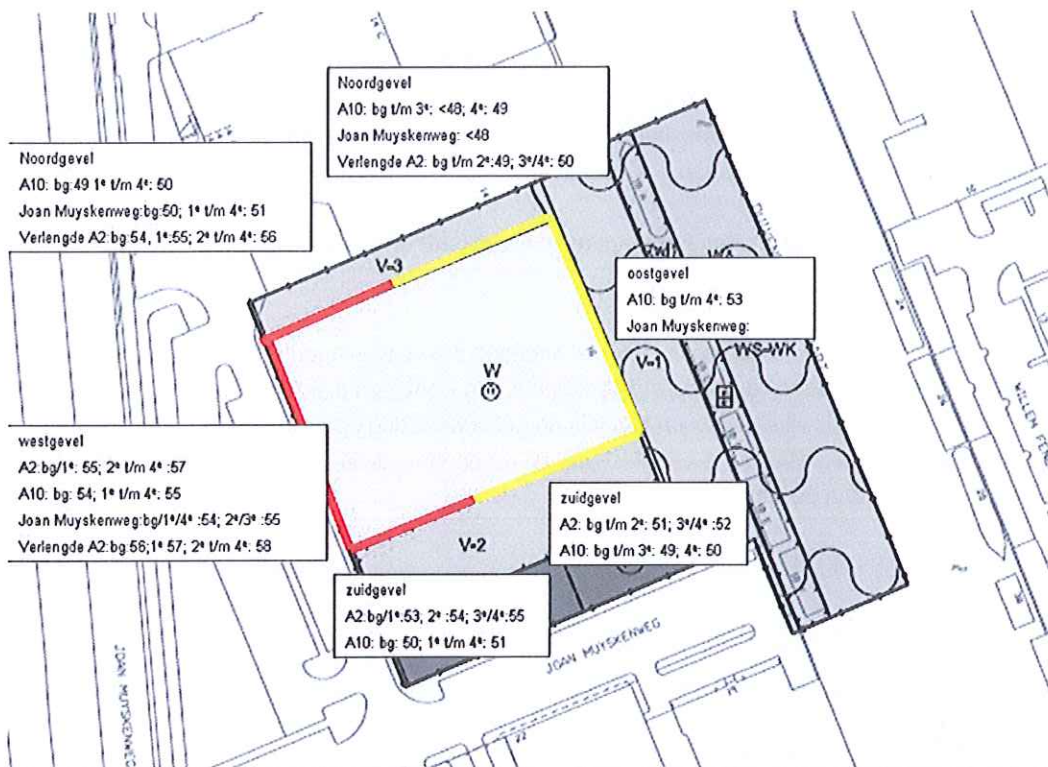 Noordgevel
A10: bg t/m 3ᵉ: <48; 4ᵉ: 49
Joan Muyskenweg: <48
Verlengde A2: bg t/m 2ᵉ:49; 3ᵉ/4ᵉ: 50
Noordgevel
A10: bg:49 1ᵉ t/m 4ᵉ: 50
Joan Muyskenweg:bg:50; 1ᵉ t/m 4ᵉ: 51
Verlengde A2:bg:54, 1ᵉ:55; 2ᵉ t/m 4ᵉ: 56
V=3
oostgevel
A10: bg t/m 4ᵉ: 53
Joan Muyskenweg:
WS-WK
V=1
W
westgevel
A2:bg/1ᵉ: 55; 2ᵉ t/m 4ᵉ :57
A10: bg: 54; 1ᵉ t/m 4ᵉ: 55
Joan Muyskenweg:bg/1ᵉ/4ᵉ :54; 2ᵉ/3ᵉ :55
Verlengde A2:bg:56;1ᵉ 57; 2ᵉ t/m 4ᵉ: 58
zuidgevel
A2: bg t/m 2ᵉ: 51; 3ᵉ/4ᵉ :52
A10: bg t/m 3ᵉ: 49; 4ᵉ: 50
V=2
zuidgevel
A2:bg/1ᵉ:53; 2ᵉ :54; 3ᵉ/4ᵉ:55
A10: bg: 50; 1ᵉ t/m 4ᵉ: 51
JOAN MUYSKENWEG
JOAN MUYSKENWEG
WILLEM